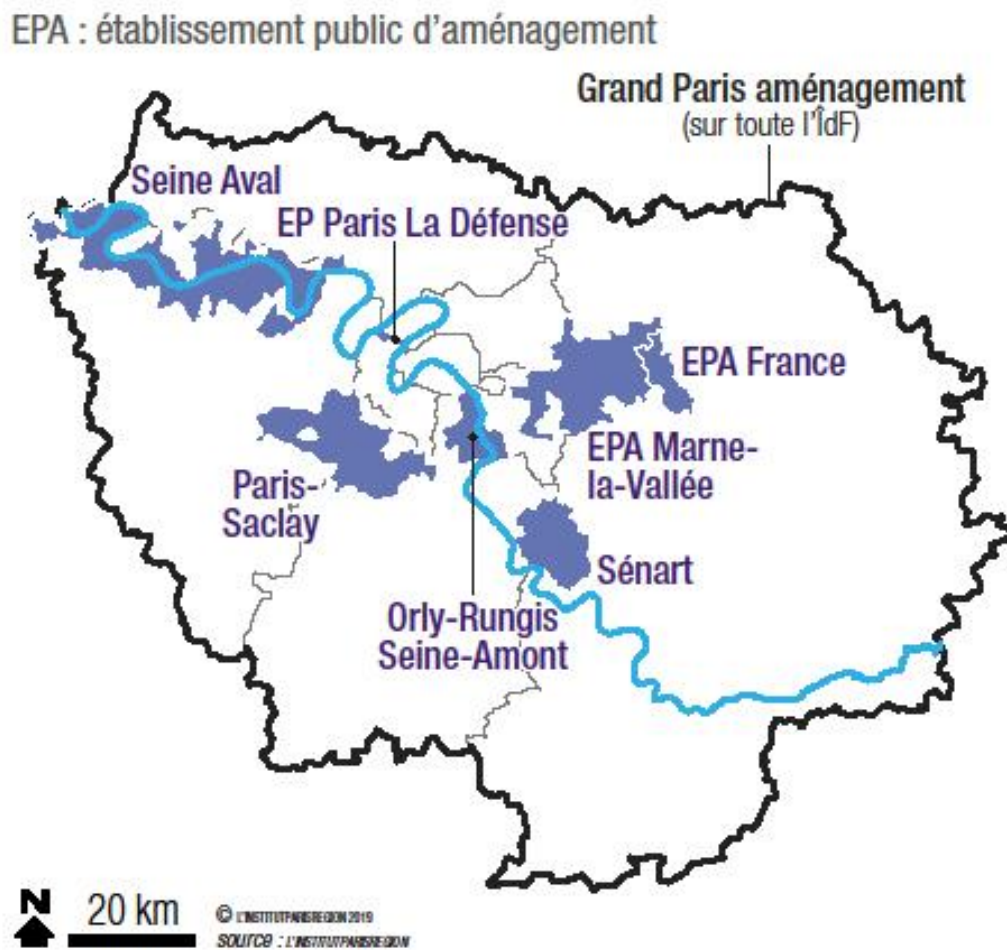 EPA : établissement public d'aménagement
Grand Paris aménagement
(sur toute l'ÎdF)
Seine Aval
EP Paris La Défense
EPA France
EPA Marne-
la-Vallée
Paris-
Saclay
Sénart
Orly-Rungis
Seine-Amont
N
20 km
© L'INSTITUTPARISREGION 2019
source : L'INSTITUTPARISREGION